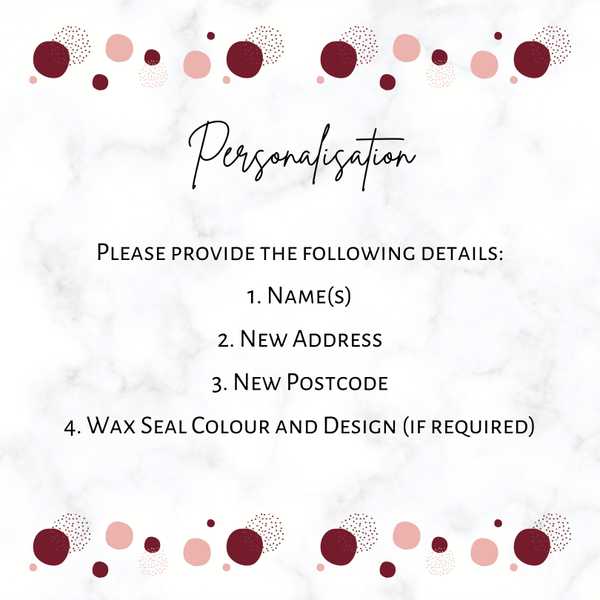 Personalisation
Please provide the following details:
1. Name(s)
2. New Address
3. New Postcode
4. Wax Seal Colour and Design (if required)